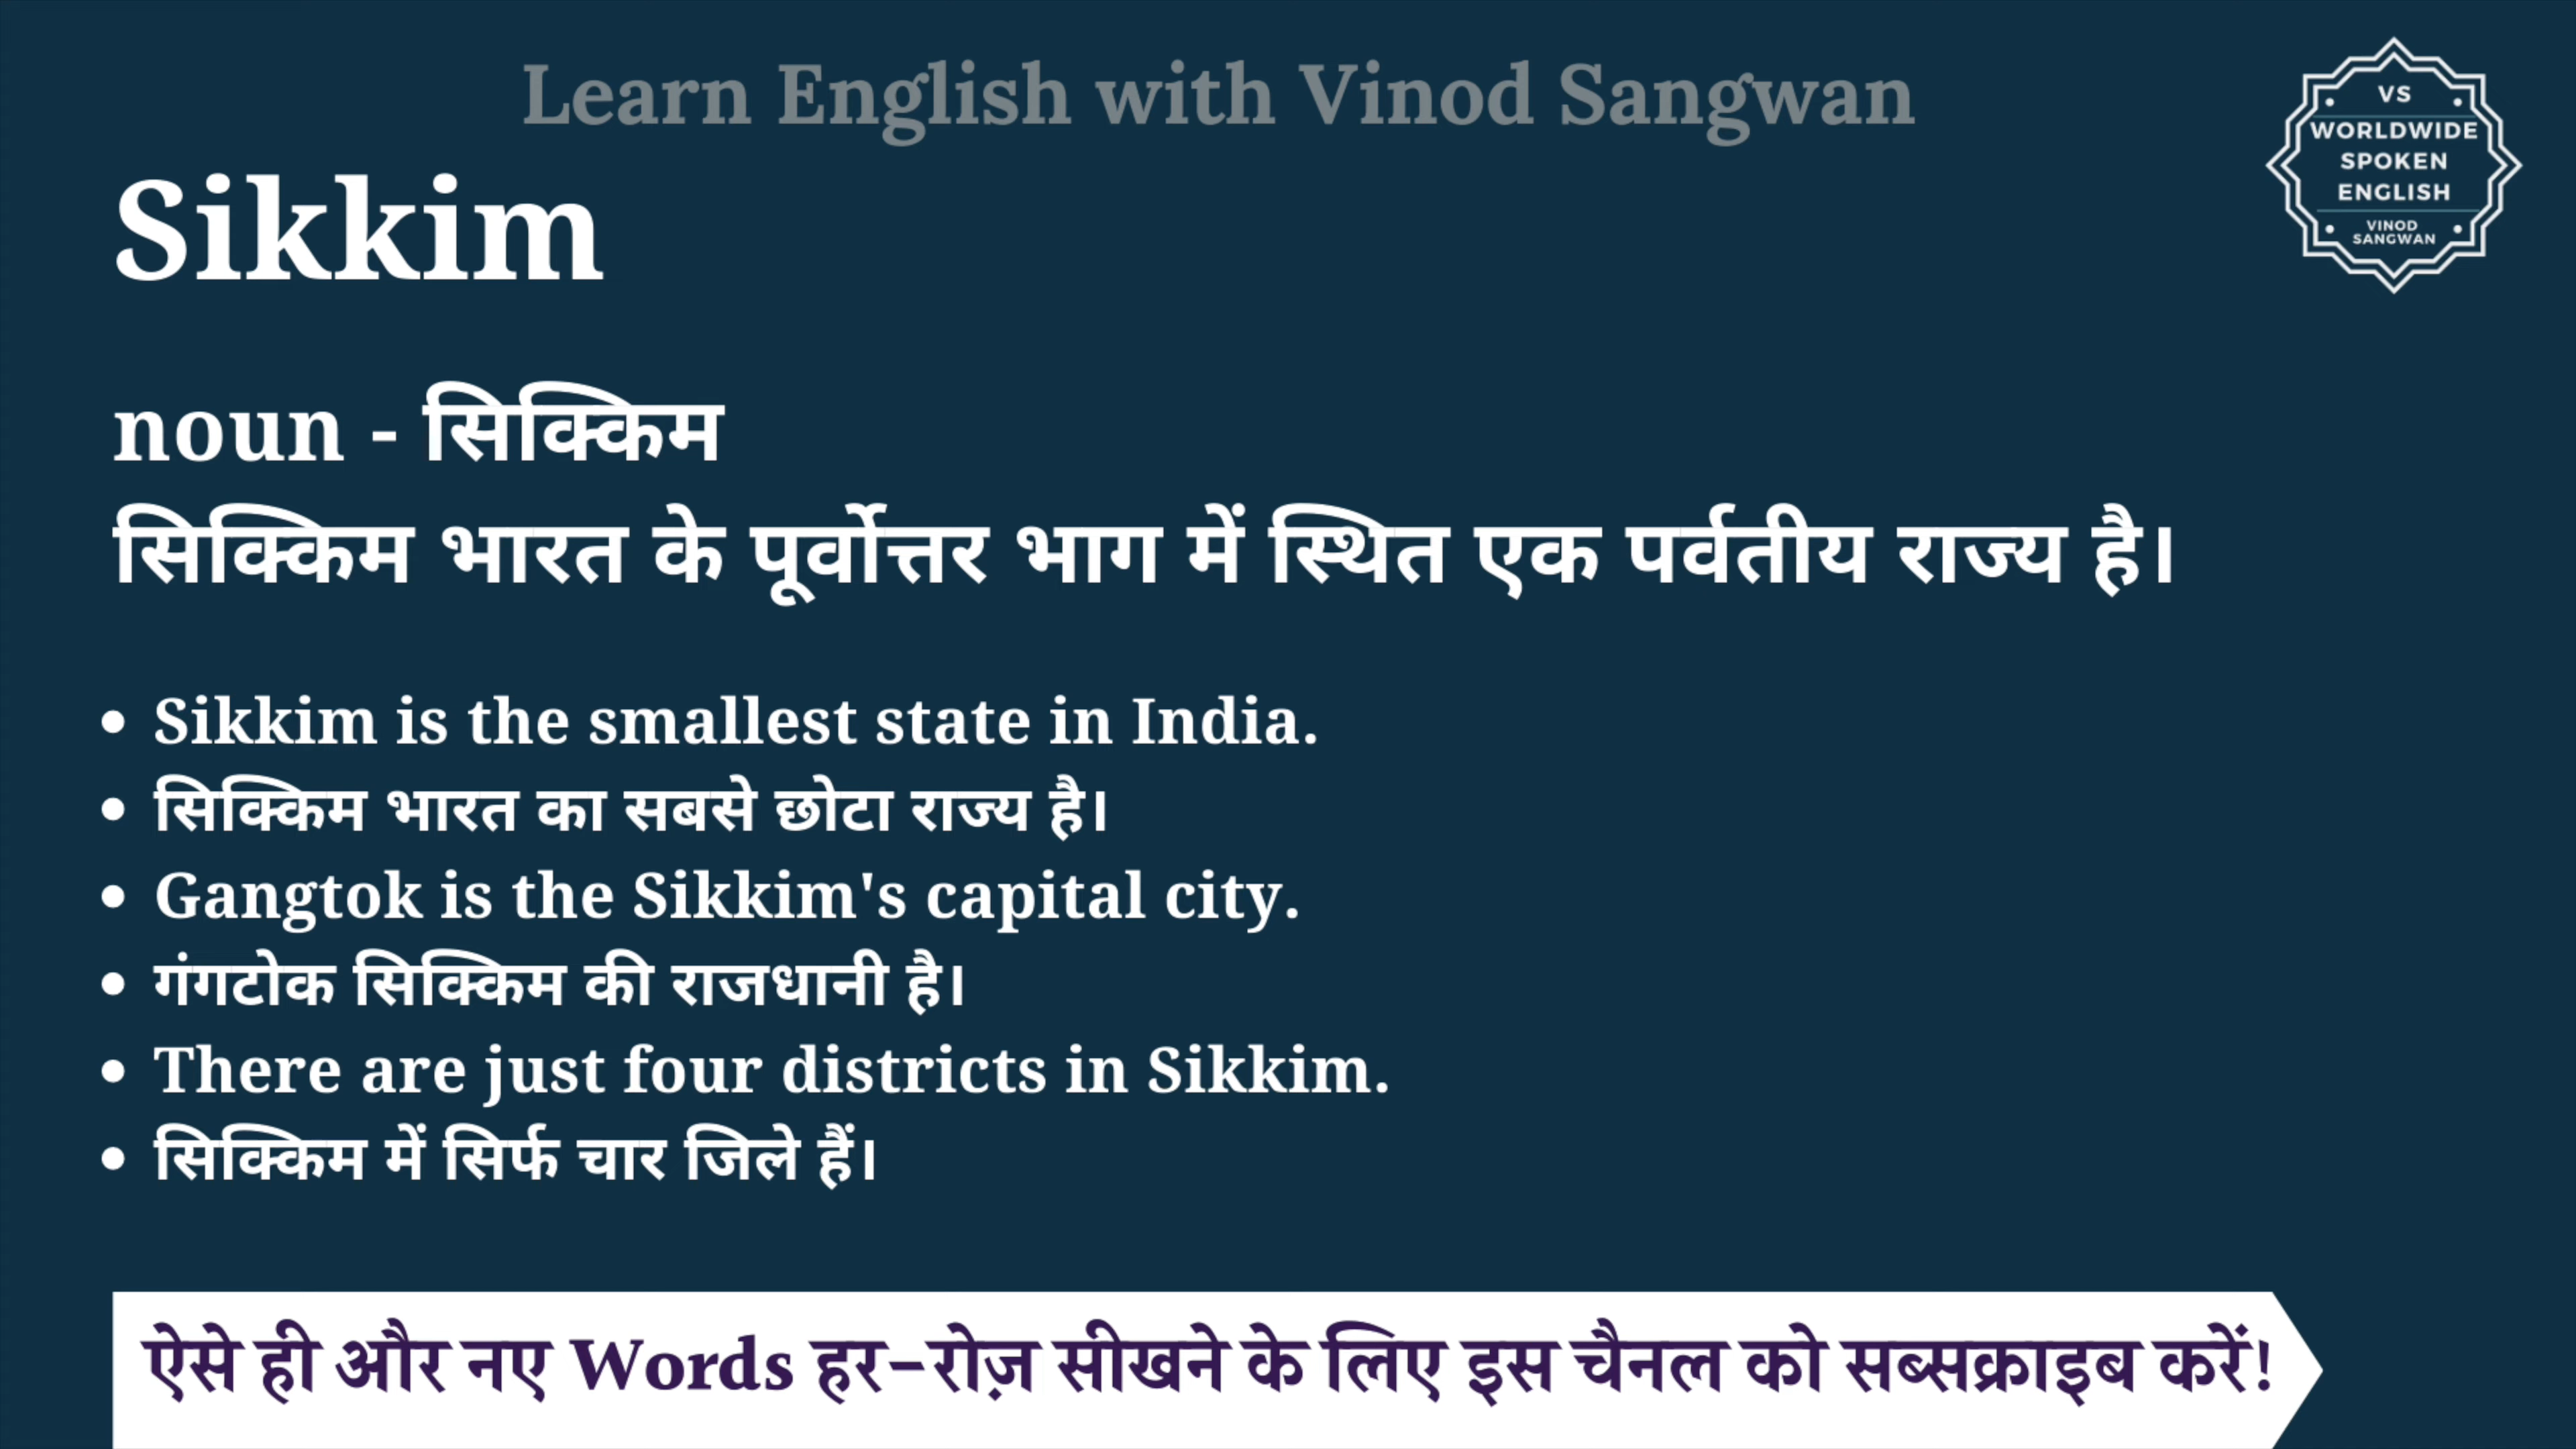 Learn English with Vinod Sangwan
VS
WORLDWIDE
SPOKEN
ENGLISH
VINOD
SANGWAN
Sikkim
noun - सिक्किम
सिक्किम भारत के पूर्वोत्तर भाग में स्थित एक पर्वतीय राज्य है।
• Sikkim is the smallest state in India.
• सिक्किम भारत का सबसे छोटा राज्य है।
• Gangtok is the Sikkim's capital city.
• गंगटोक सिक्किम की राजधानी है।
• There are just four districts in Sikkim.
• सिक्किम में सिर्फ चार जिले हैं।
ऐसे ही और नए Words हर-रोज़ सीखने के लिए इस चैनल को सब्सक्राइब करें!